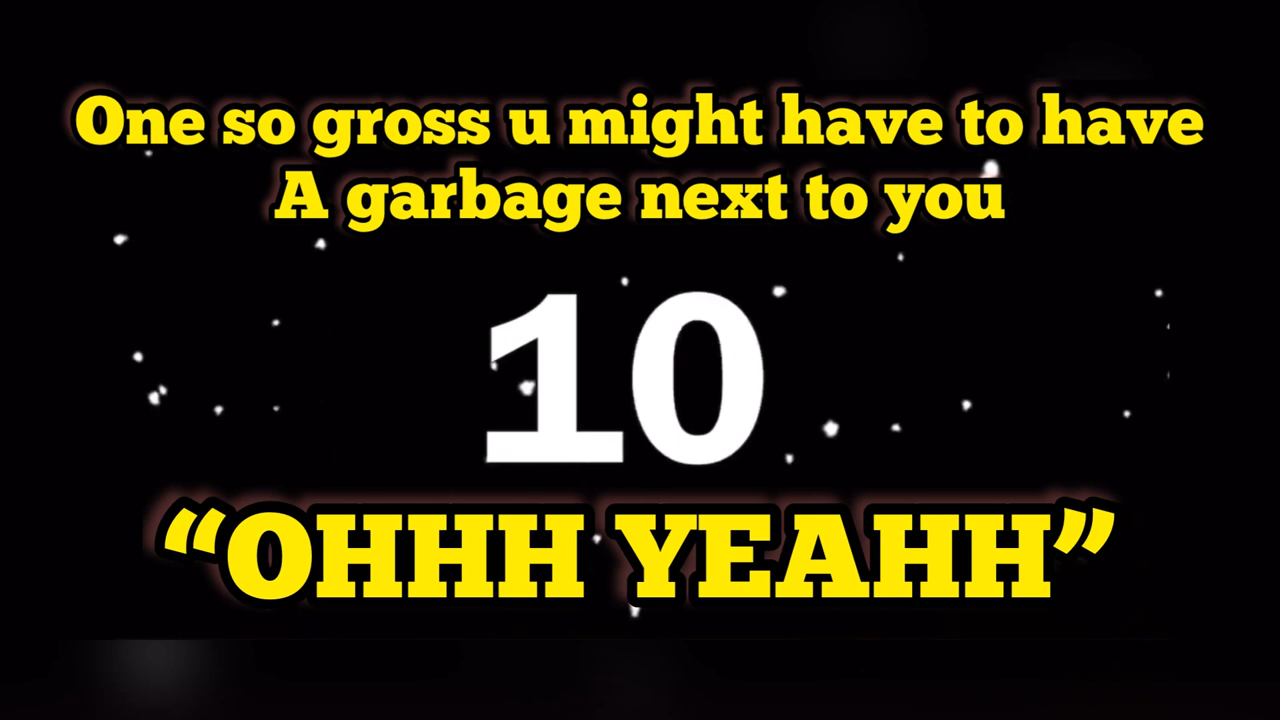 One so gross u might have to have
A garbage next to you
10
“OHHH YEAHH”